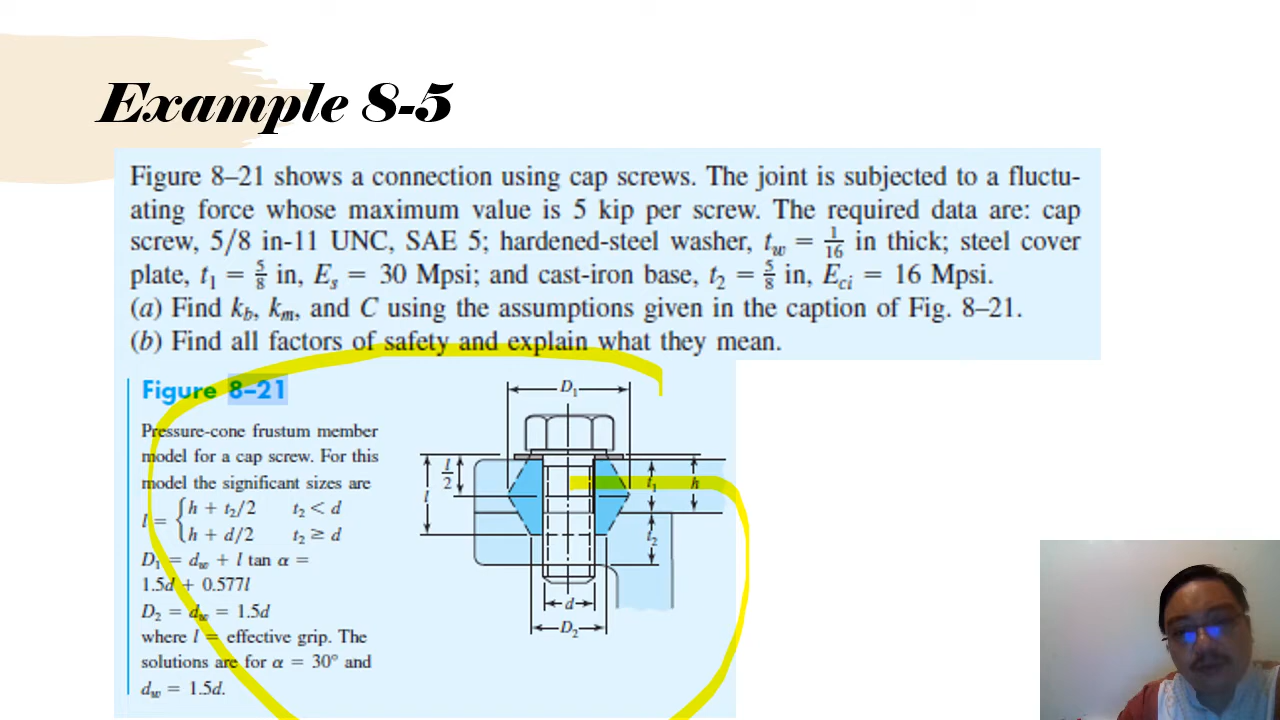 Example 8-5
Figure 8–21 shows a connection using cap screws. The joint is subjected to a fluctu-
ating force whose maximum value is 5 kip per screw. The required data are: cap
screw, 5/8 in-11 UNC, SAE 5; hardened-steel washer, t_w = 1/16 in thick; steel cover
plate, t₁ = 5/8 in, E_s = 30 Mpsi; and cast-iron base, t₂ = 5/8 in, E_ci = 16 Mpsi.
(a) Find k_b, k_m, and C using the assumptions given in the caption of Fig. 8–21.
(b) Find all factors of safety and explain what they mean.
Figure 8–21
Pressure-cone frustum member
model for a cap screw. For this
model the significant sizes are
l = { h + t₂/2 t₂ < d
h + d/2 t₂ ≥ d
D₁ = d_w + l tan α =
1.5d + 0.577l
D₂ = d_w = 1.5d
where l = effective grip. The
solutions are for α = 30° and
d_w = 1.5d.
D₁
l/2
l
t₁
h
t₂
d
D₂